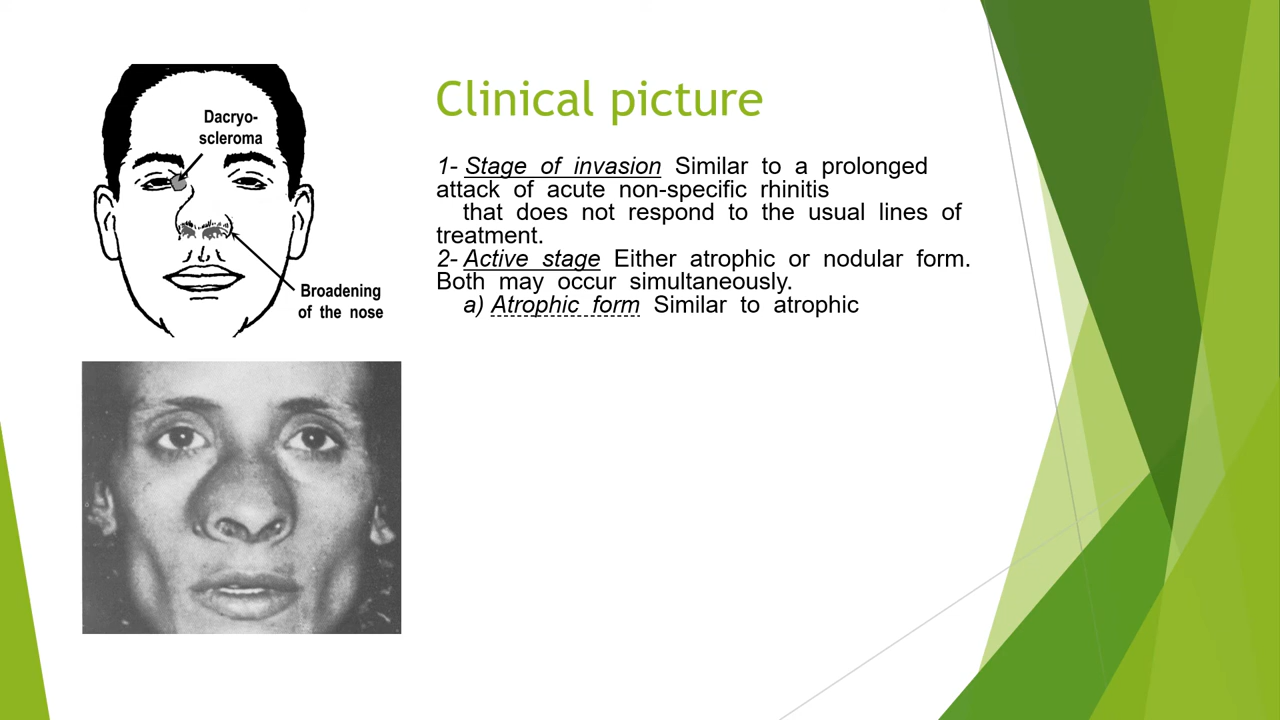 Dacryo-
scleroma
Broadening
of the nose
Clinical picture
1- Stage of invasion Similar to a prolonged
attack of acute non-specific rhinitis
that does not respond to the usual lines of
treatment.
2- Active stage Either atrophic or nodular form.
Both may occur simultaneously.
a) Atrophic form Similar to atrophic